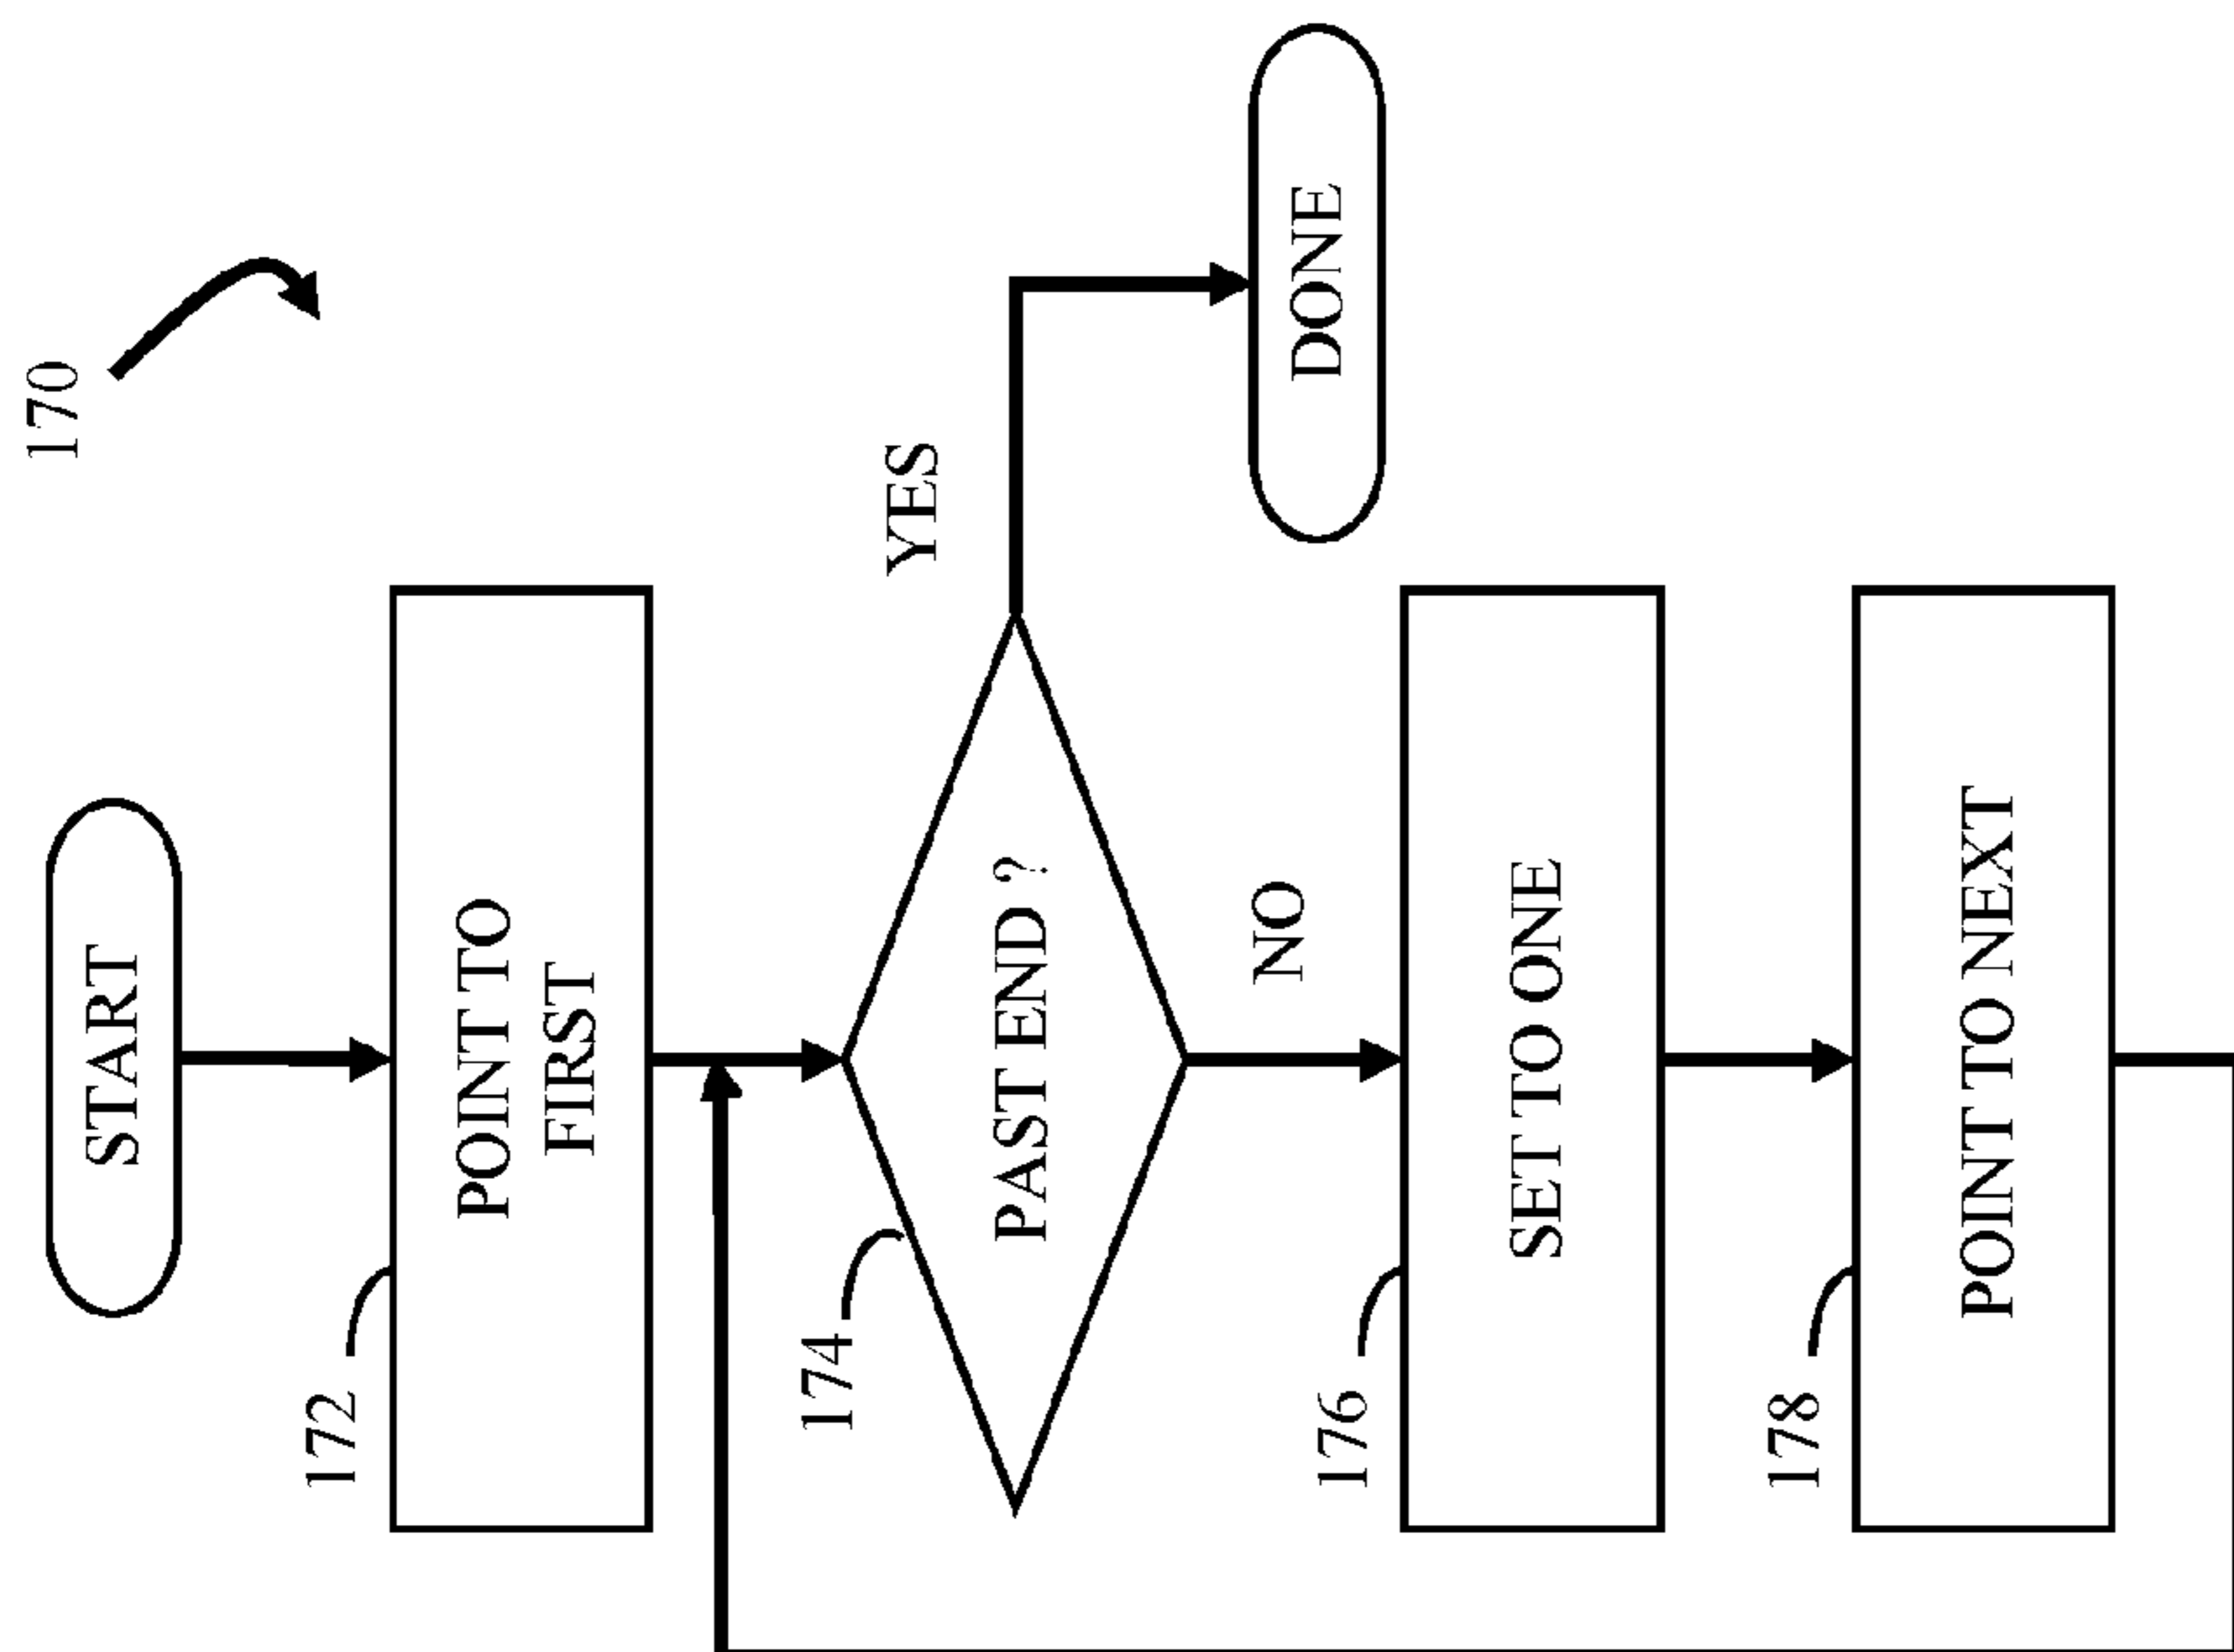 170
START
172
POINT TO
FIRST
174
PAST END ?
YES
DONE
NO
176
SET TO ONE
178
POINT TO NEXT